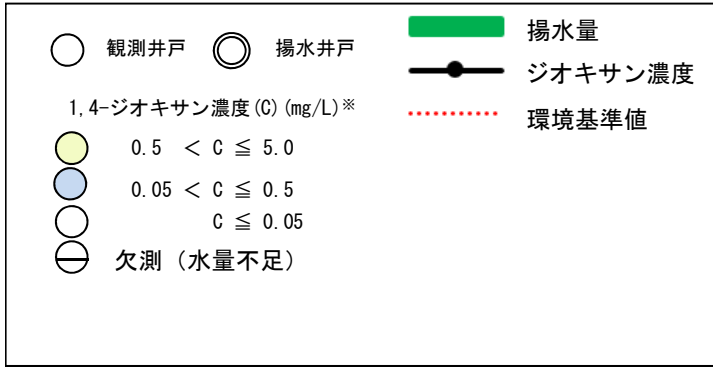 観測井戸 揚水井戸
1,4-ジオキサン濃度(C)(mg/L)※
0.5 < C ≦ 5.0
0.05 < C ≦ 0.5
C ≦ 0.05
欠測（水量不足）
揚水量
ジオキサン濃度
環境基準値